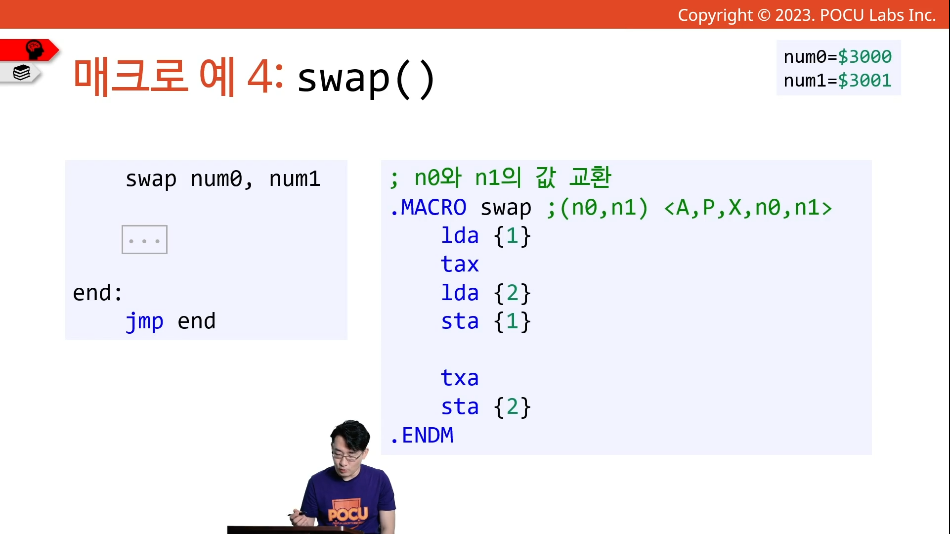 Copyright © 2023. POCU Labs Inc.
매크로 예 4: swap()
num0=$3000
num1=$3001
swap num0, num1
...
end:
jmp end
; n0와 n1의 값 교환
.MACRO swap ;(n0,n1) <A,P,X,n0,n1>
lda {1}
tax
lda {2}
sta {1}
txa
sta {2}
.ENDM
POCU